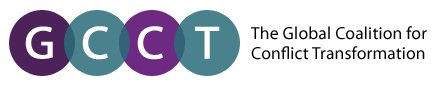 GCCT
The Global Coalition for
Conflict Transformation